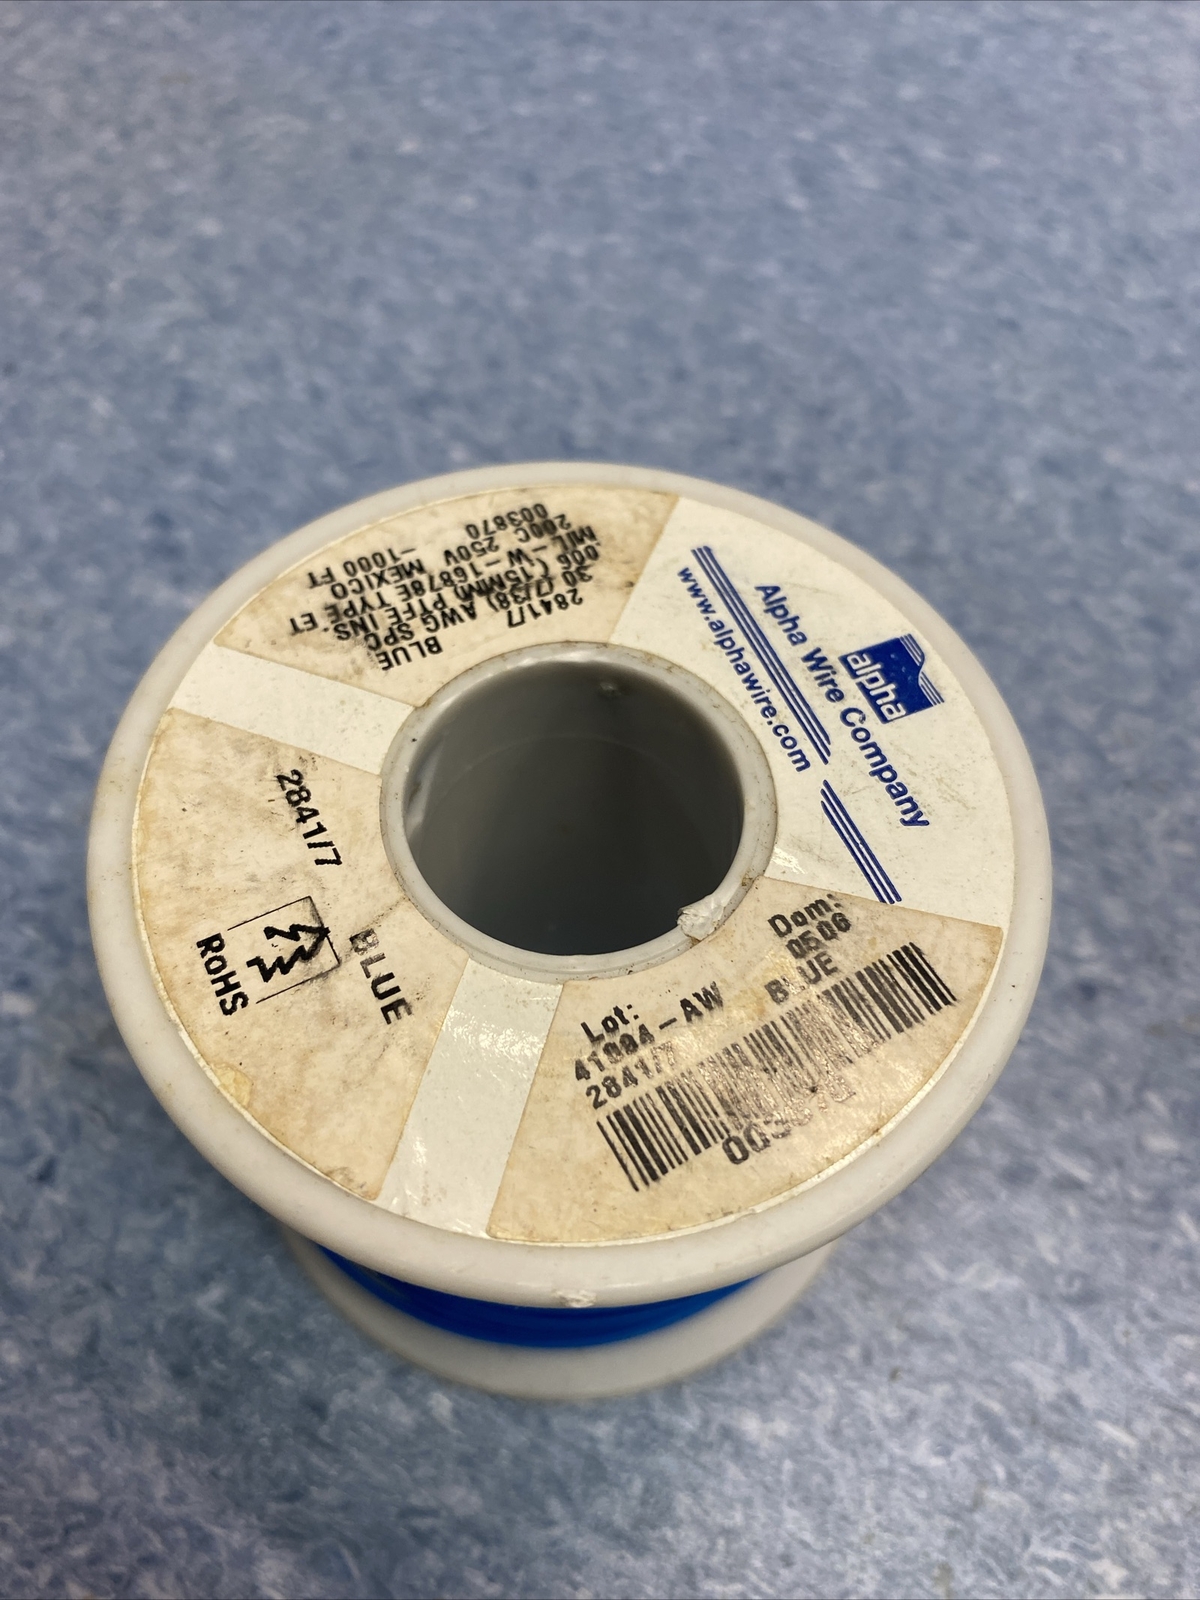 alpha
Alpha Wire Company
www.alphawire.com
2841/7 BLUE
30 (7/38) AWG SPC
.006 (.15MM) PTFE INS
MIL-W-16878E TYPE ET
200C 250V MEXICO
003870 -1000 FT
2841/7 BLUE
RoHS
Lot: Dom:
0506
2841/7 BLUE